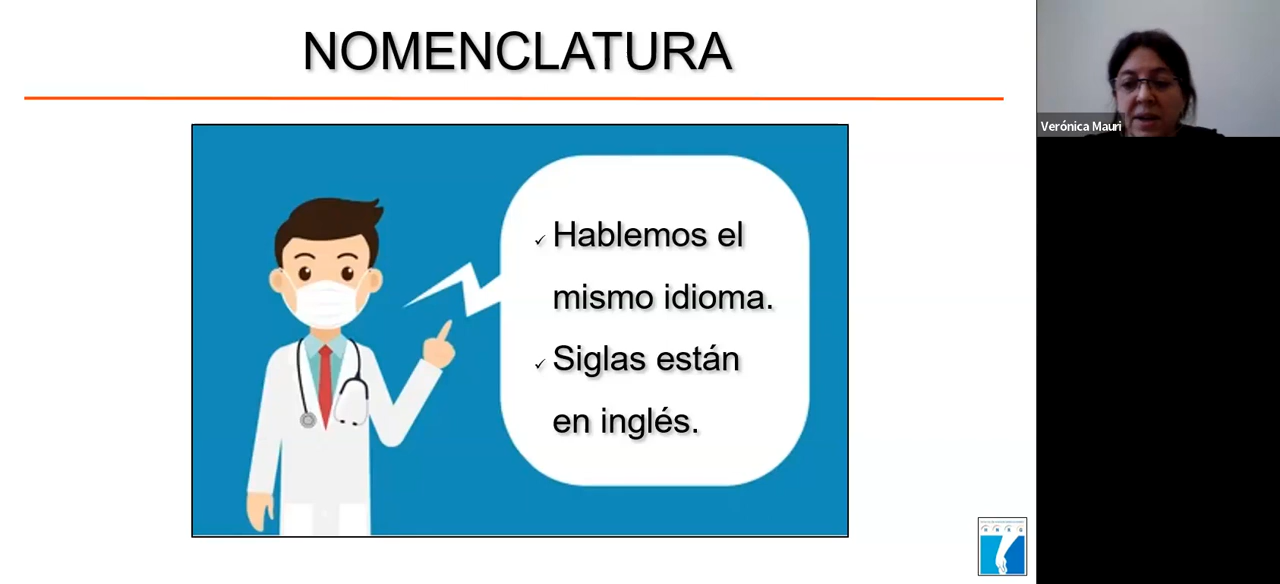 NOMENCLATURA
✓ Hablemos el
mismo idioma.
✓ Siglas están
en inglés.
Verónica Mauri